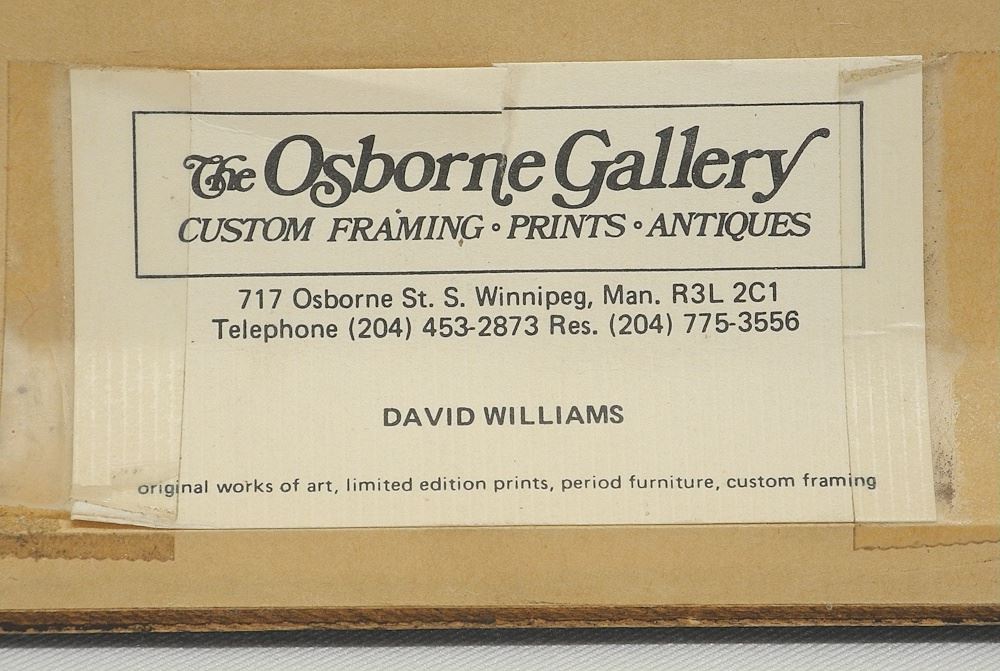 The Osborne Gallery
CUSTOM FRAMING • PRINTS • ANTIQUES
717 Osborne St. S. Winnipeg, Man. R3L 2C1
Telephone (204) 453-2873 Res. (204) 775-3556
DAVID WILLIAMS
original works of art, limited edition prints, period furniture, custom framing